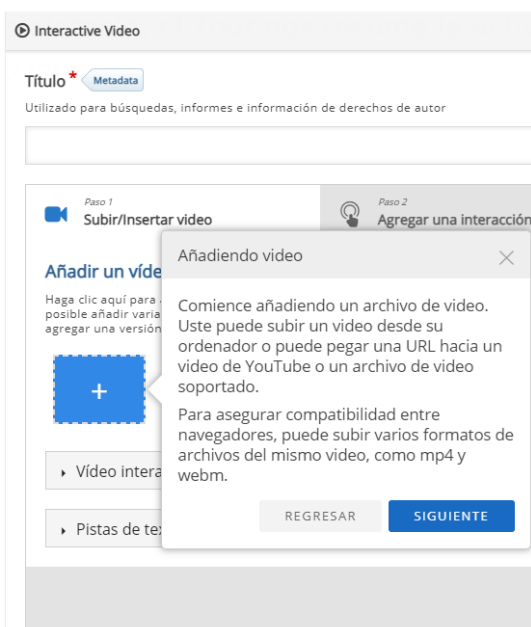 Interactive Video
Título * Metadata
Utilizado para búsquedas, informes e información de derechos de autor
Paso 1
Subir/Insertar video
Paso 2
Agregar una interacción
Añadir un víde
Haga clic aquí para
posible añadir varia
agregar una versión
+
Vídeo intera
Pistas de te
Añadiendo video
Comience añadiendo un archivo de video.
Uste puede subir un video desde su
ordenador o puede pegar una URL hacia un
video de YouTube o un archivo de video
soportado.
Para asegurar compatibilidad entre
navegadores, puede subir varios formatos de
archivos del mismo video, como mp4 y
webm.
REGRESAR SIGUIENTE